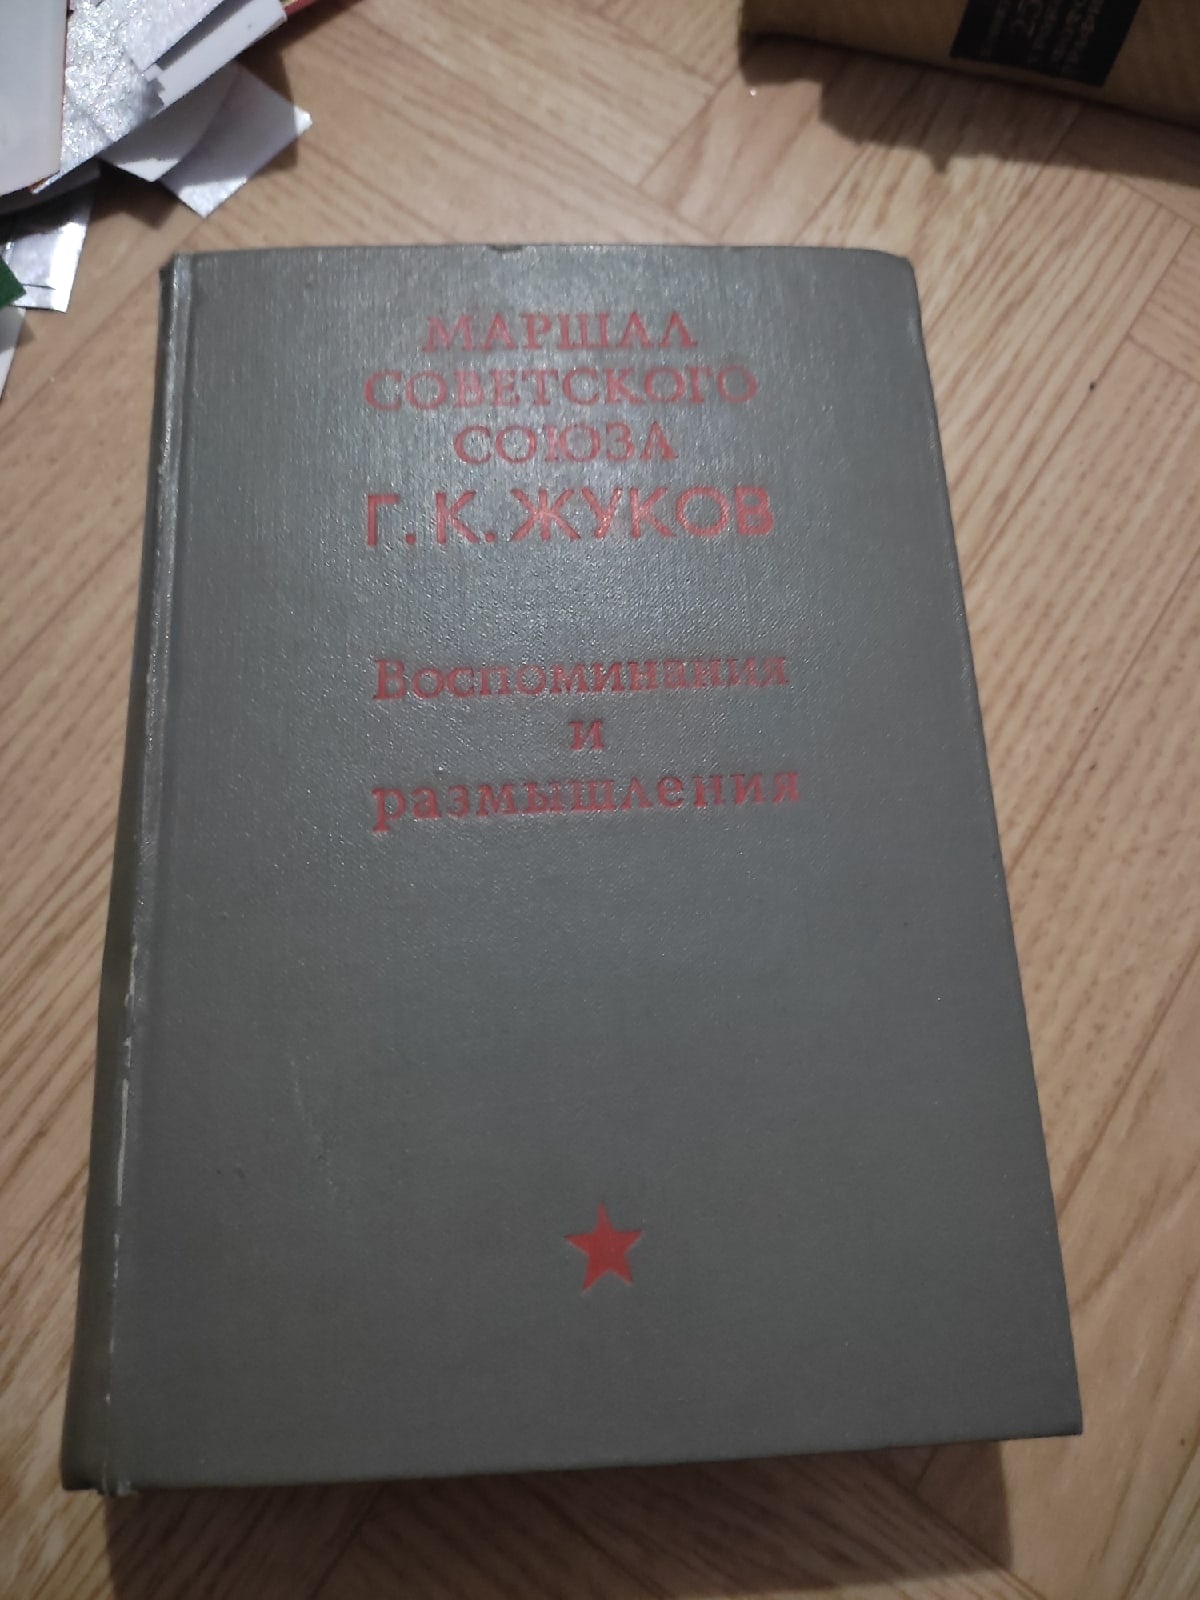 МАРШАЛ
СОВЕТСКОГО
СОЮЗА
Г.К.ЖУКОВ
Воспоминания
и
размышления